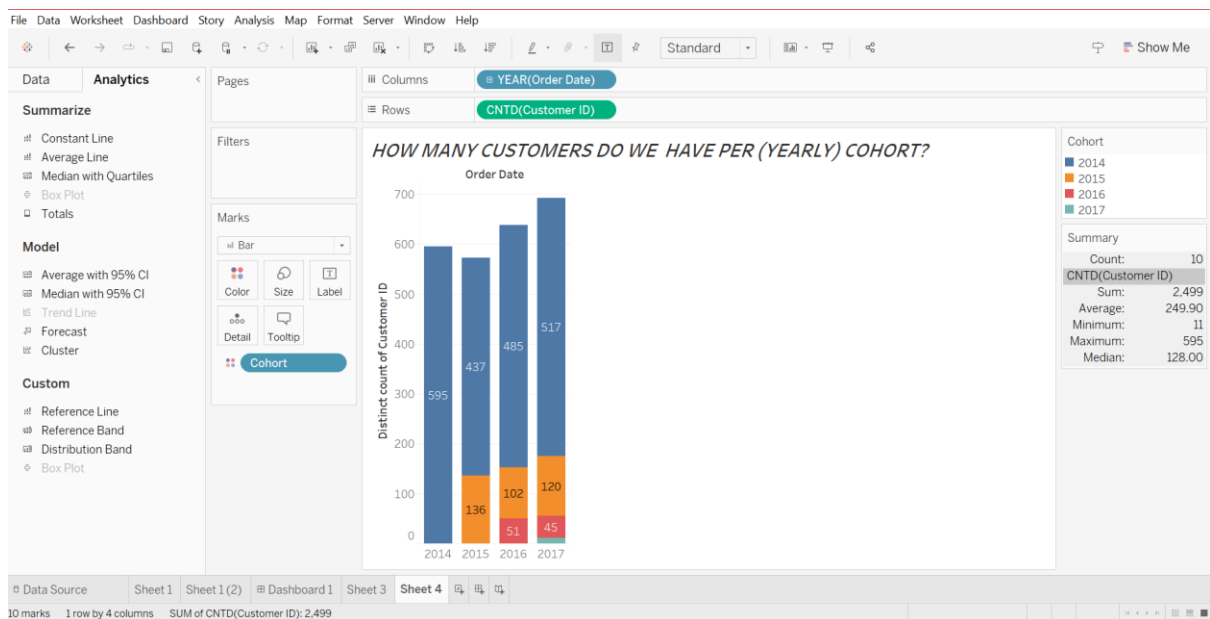 File Data Worksheet Dashboard Story Analysis Map Format Server Window Help
Standard
Show Me
Data Analytics
Summarize
Constant Line
Average Line
Median with Quartiles
Box Plot
Totals
Model
Average with 95% CI
Median with 95% CI
Trend Line
Forecast
Cluster
Custom
Reference Line
Reference Band
Distribution Band
Box Plot
Pages
Filters
Marks
Bar
Color Size Label
Detail Tooltip
Cohort
Columns YEAR(Order Date)
Rows CNTD(Customer ID)
HOW MANY CUSTOMERS DO WE HAVE PER (YEARLY) COHORT?
Order Date
Distinct count of Customer ID
700
600
500
400
300
200
100
0
595
437
136
485
102
51
517
120
45
2014 2015 2016 2017
Cohort
2014
2015
2016
2017
Summary
Count: 10
CNTD(Customer ID)
Sum: 2,499
Average: 249.90
Minimum: 11
Maximum: 595
Median: 128.00
Data Source Sheet 1 Sheet 1 (2) Dashboard 1 Sheet 3 Sheet 4
10 marks 1 row by 4 columns SUM of CNTD(Customer ID): 2,499